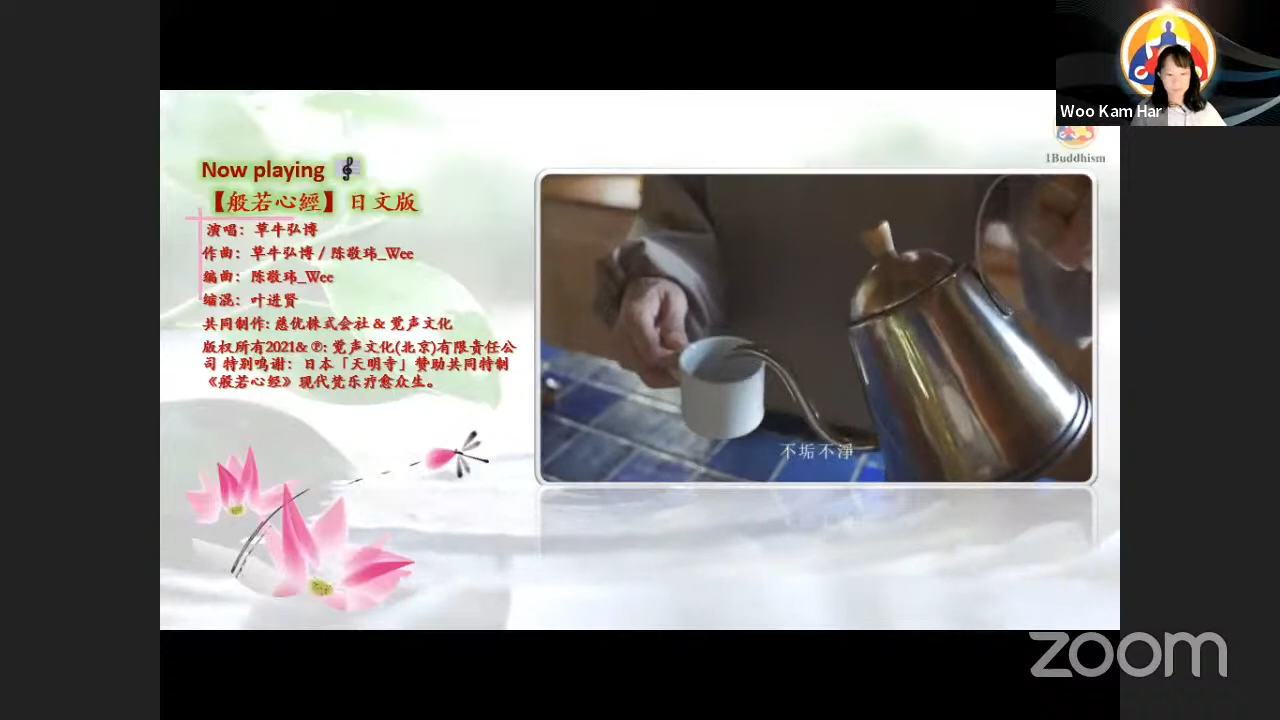 Woo Kam Har
1Buddhism
Now playing
【般若心經】日文版
演唱：草牛弘博
作曲：草牛弘博 / 陈敬玮_Wee
编曲：陈敬玮_Wee
缩混：叶进贤
共同制作: 慈优株式会社 & 觉声文化
版权所有2021& ℗: 觉声文化(北京)有限责任公
司 特别鸣谢：日本「天明寺」赞助共同特制
《般若心经》现代梵乐疗愈众生。
不垢不淨
zoom